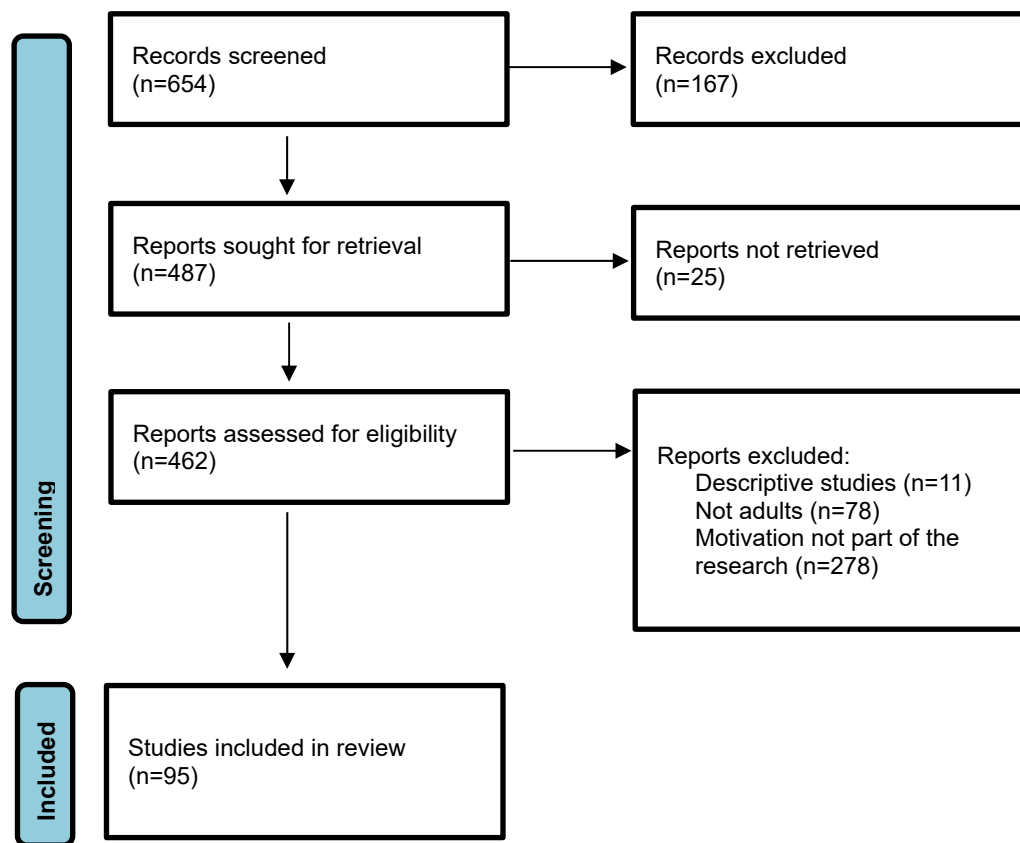 Records screened
(n=654)
Records excluded
(n=167)
Reports sought for retrieval
(n=487)
Reports not retrieved
(n=25)
Reports assessed for eligibility
(n=462)
Reports excluded:
Descriptive studies (n=11)
Not adults (n=78)
Motivation not part of the
research (n=278)
Screening
Studies included in review
(n=95)
Included